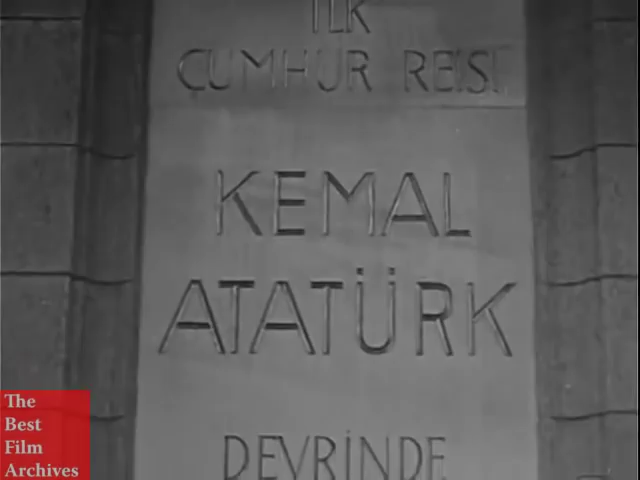 İLK
CUMHUR REİSİ
KEMAL
ATATÜRK
DEVRİNDE
The
Best
Film
Archives